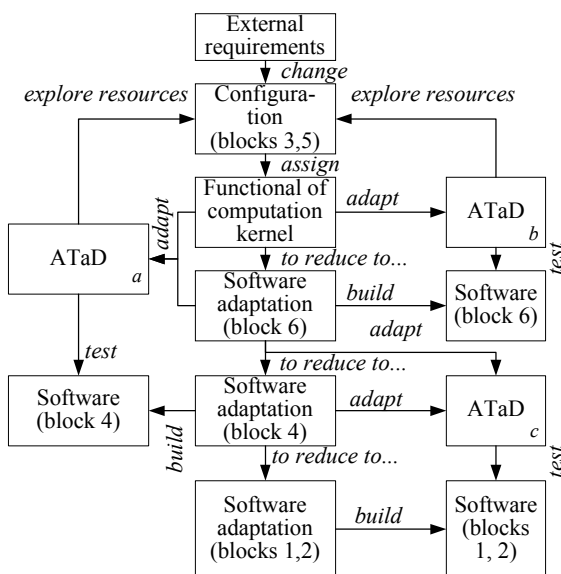 External
requirements
change
explore resources
explore resources
Configura-
tion
(blocks 3,5)
assign
Functional of
computation
kernel
adapt
ATaD
b
adapt
ATaD
a
to reduce to...
test
Software
adaptation
(block 6)
build
Software
(block 6)
adapt
test
to reduce to...
Software
(block 4)
Software
adaptation
(block 4)
adapt
ATaD
c
build
to reduce to...
test
Software
adaptation
(blocks 1,2)
build
Software
(blocks
1, 2)